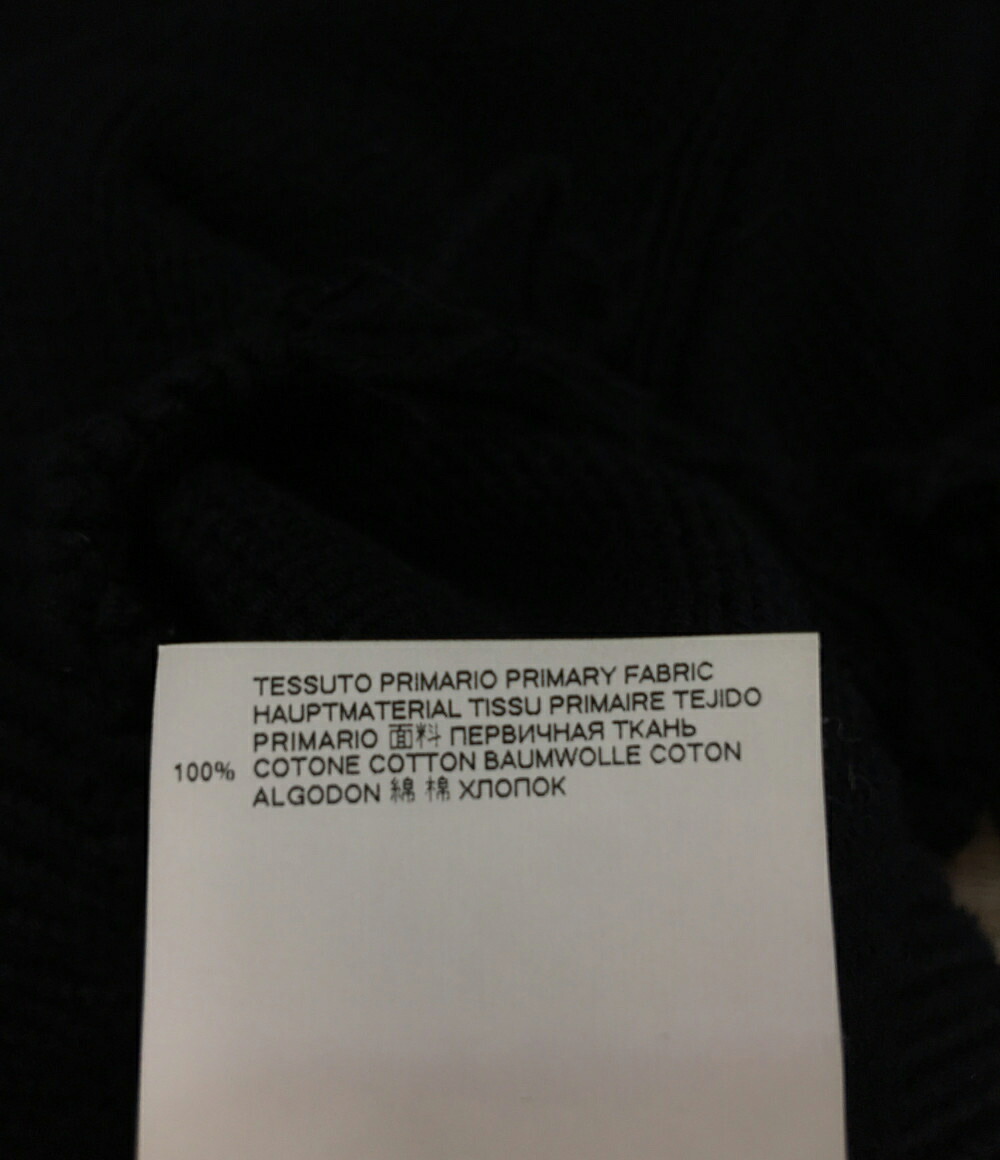 TESSUTO PRIMARIO PRIMARY FABRIC
HAUPTMATERIAL TISSU PRIMAIRE TEJIDO
PRIMARIO 面料 ПЕРВИЧНАЯ ТКАНЬ
100% COTONE COTTON BAUMWOLLE COTON
ALGODON 綿 棉 ХЛОПОК